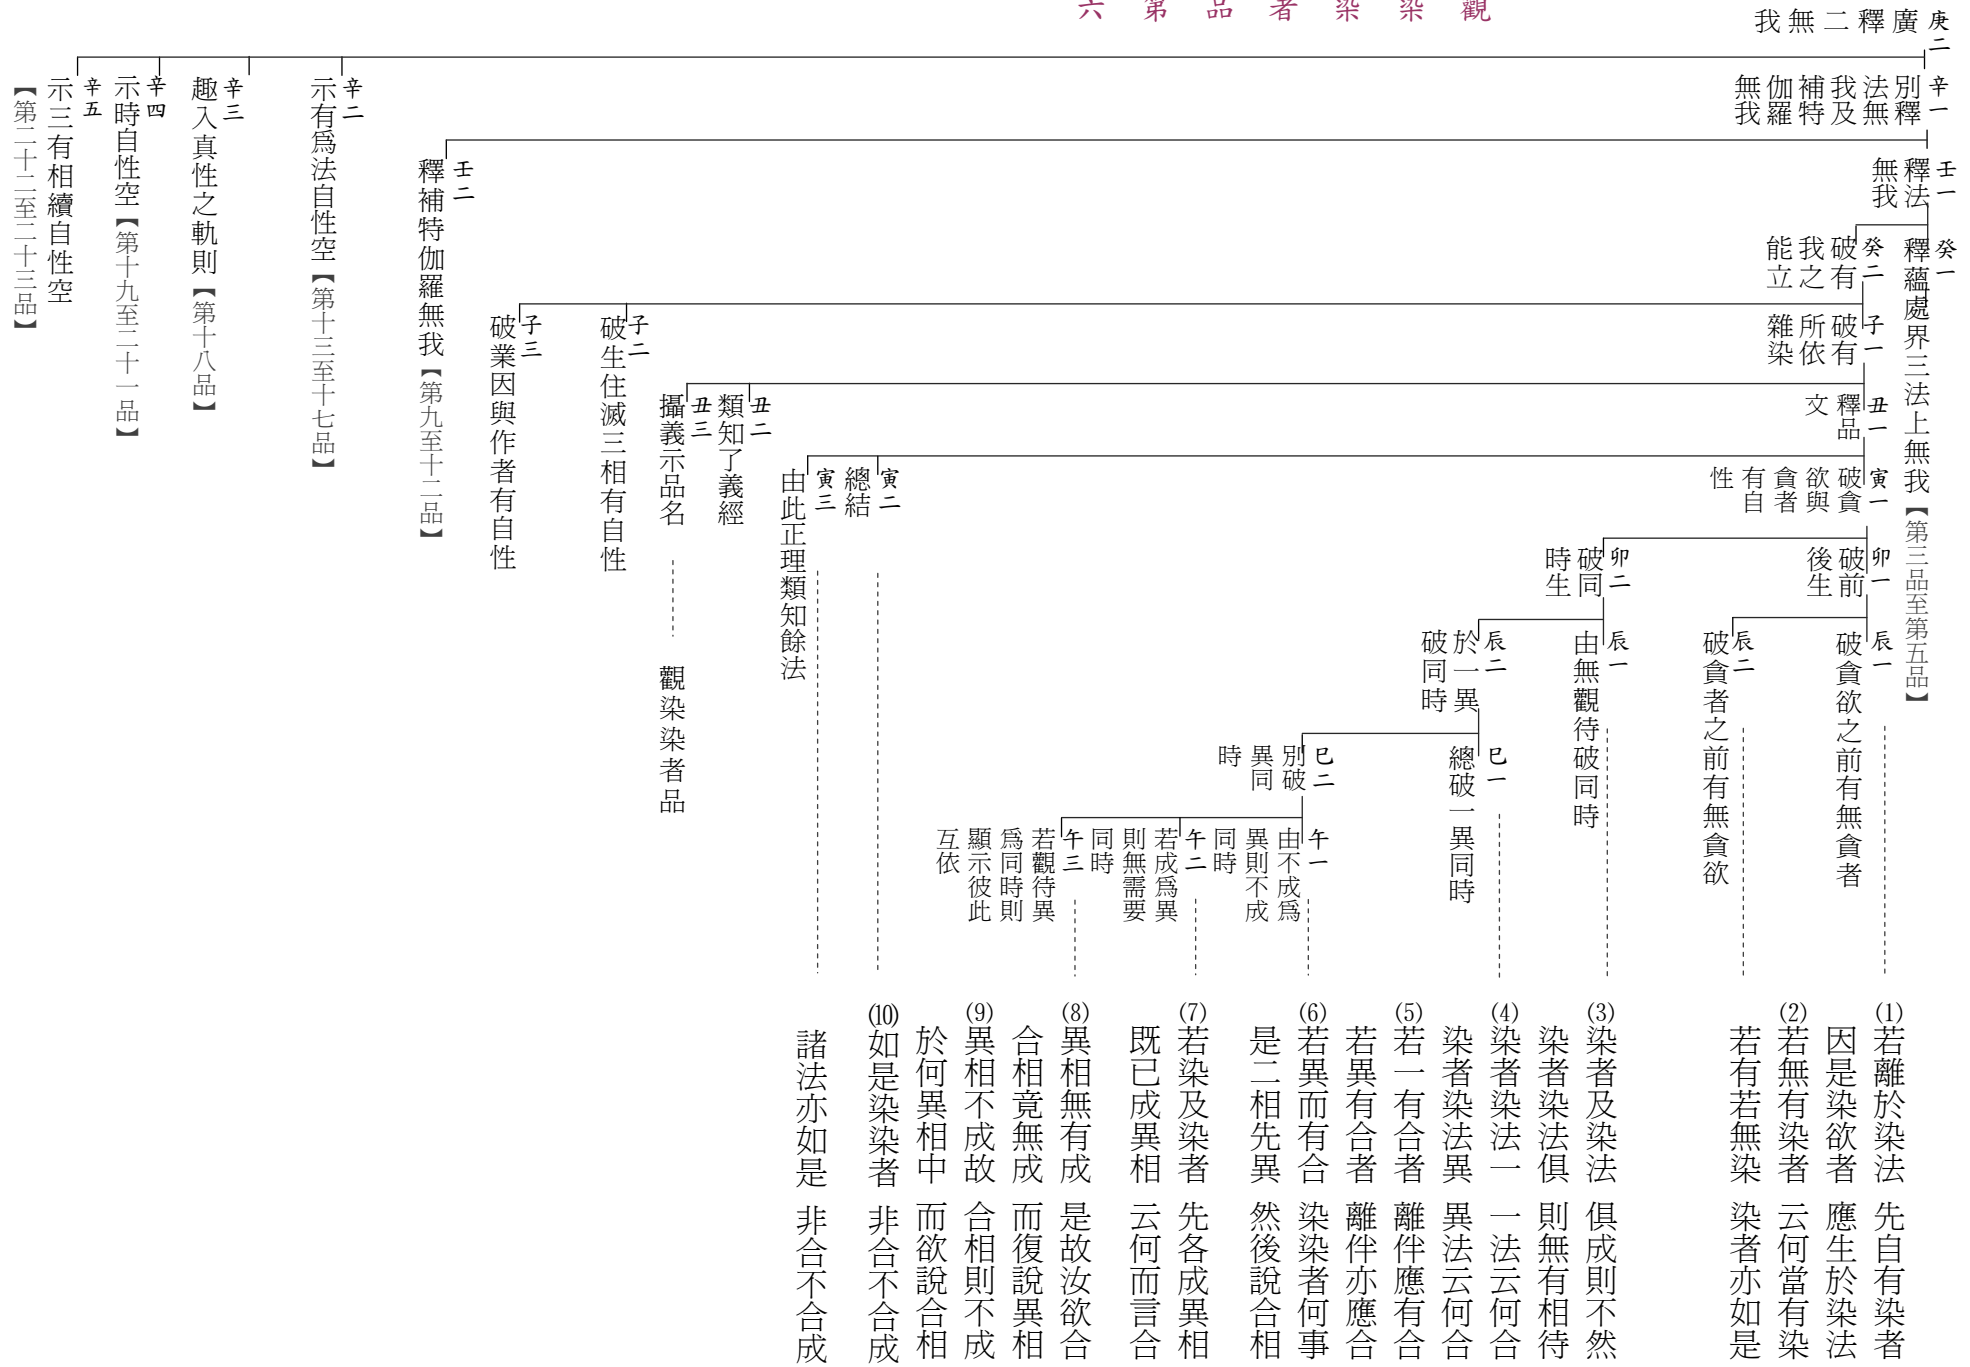 觀染染者品第六
庚二
廣釋二無我
辛一
別釋
法無
我及
補特
伽羅
無我
辛二
示有爲法自性空【第十三至十七品】
辛三
趣入真性之軌則【第十八品】
辛四
示時自性空【第十九至二十一品】
辛五
示三有相續自性空
【第二十二至二十三品】
壬一
釋法
無我
壬二
釋補特伽羅無我【第九至十二品】
癸一
釋蘊處界三法上無我【第三品至第五品】
癸二
破有
我之
能立
子一
破有
所依
雜染
子二
破生住滅三相有自性
子三
破業因與作者有自性
丑一
釋品
文
丑二
類知了義經
丑三
攝義示品名
觀染染者品
寅一
破貪
欲與
貪者
有自
性
寅二
總結
寅三
由此正理類知餘法
卯一
破前
後生
卯二
破同
時生
辰一
破貪欲之前有無貪者
辰二
破貪者之前有無貪欲
辰一
由無觀待破同時
辰二
於一異
破同時
巳一
總破一異同時
巳二
別破
異同
時
午一
由不成爲
異則不成
同時
午二
若成爲異
則無需要
同時
午三
若觀待異
爲同時則
顯示彼此
互依
(1)若離於染法 先自有染者
因是染欲者 應生於染法
(2)若無有染者 云何當有染
若有若無染 染者亦如是
(3)染者及染法 俱成則不然
染者染法俱 則無有相待
(4)染者染法一 一法云何合
染者染法異 異法云何合
(5)若一有合者 離伴應有合
若異有合者 離伴亦應合
(6)若異而有合 染染者何事
是二相先異 然後說合相
(7)若染及染者 先各成異相
既已成異相 云何而言合
(8)異相無有成 是故汝欲合
合相竟無成 而復說異相
(9)異相不成故 合相則不成
於何異相中 而欲說合相
(10)如是染染者 非合不合成
諸法亦如是 非合不合成